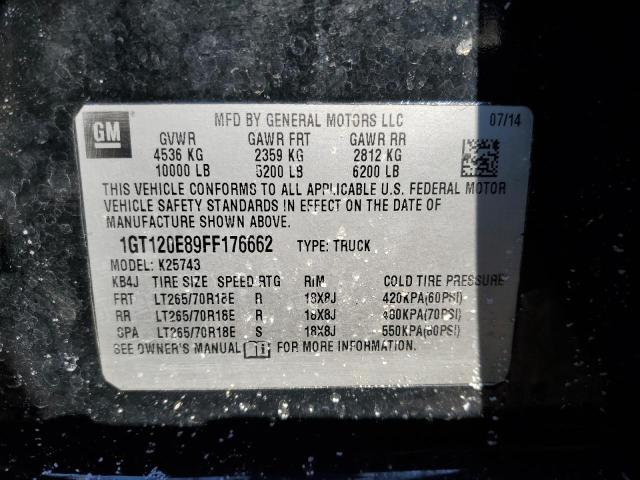 GM
MFD BY GENERAL MOTORS LLC 07/14
GVWR GAWR FRT GAWR RR
4536 KG 2359 KG 2812 KG
10000 LB 5200 LB 6200 LB
THIS VEHICLE CONFORMS TO ALL APPLICABLE U.S. FEDERAL MOTOR
VEHICLE SAFETY STANDARDS IN EFFECT ON THE DATE OF
MANUFACTURE SHOWN ABOVE.
1GT120E89FF176662 TYPE: TRUCK
MODEL: K25743
KB4J TIRE SIZE SPEED RTG RIM COLD TIRE PRESSURE
FRT LT265/70R18E R 18X8J 420KPA(60PSI)
RR LT265/70R18E R 18X8J 480KPA(70PSI)
SPA LT265/70R18E S 18X8J 550KPA(80PSI)
SEE OWNER'S MANUAL FOR MORE INFORMATION.